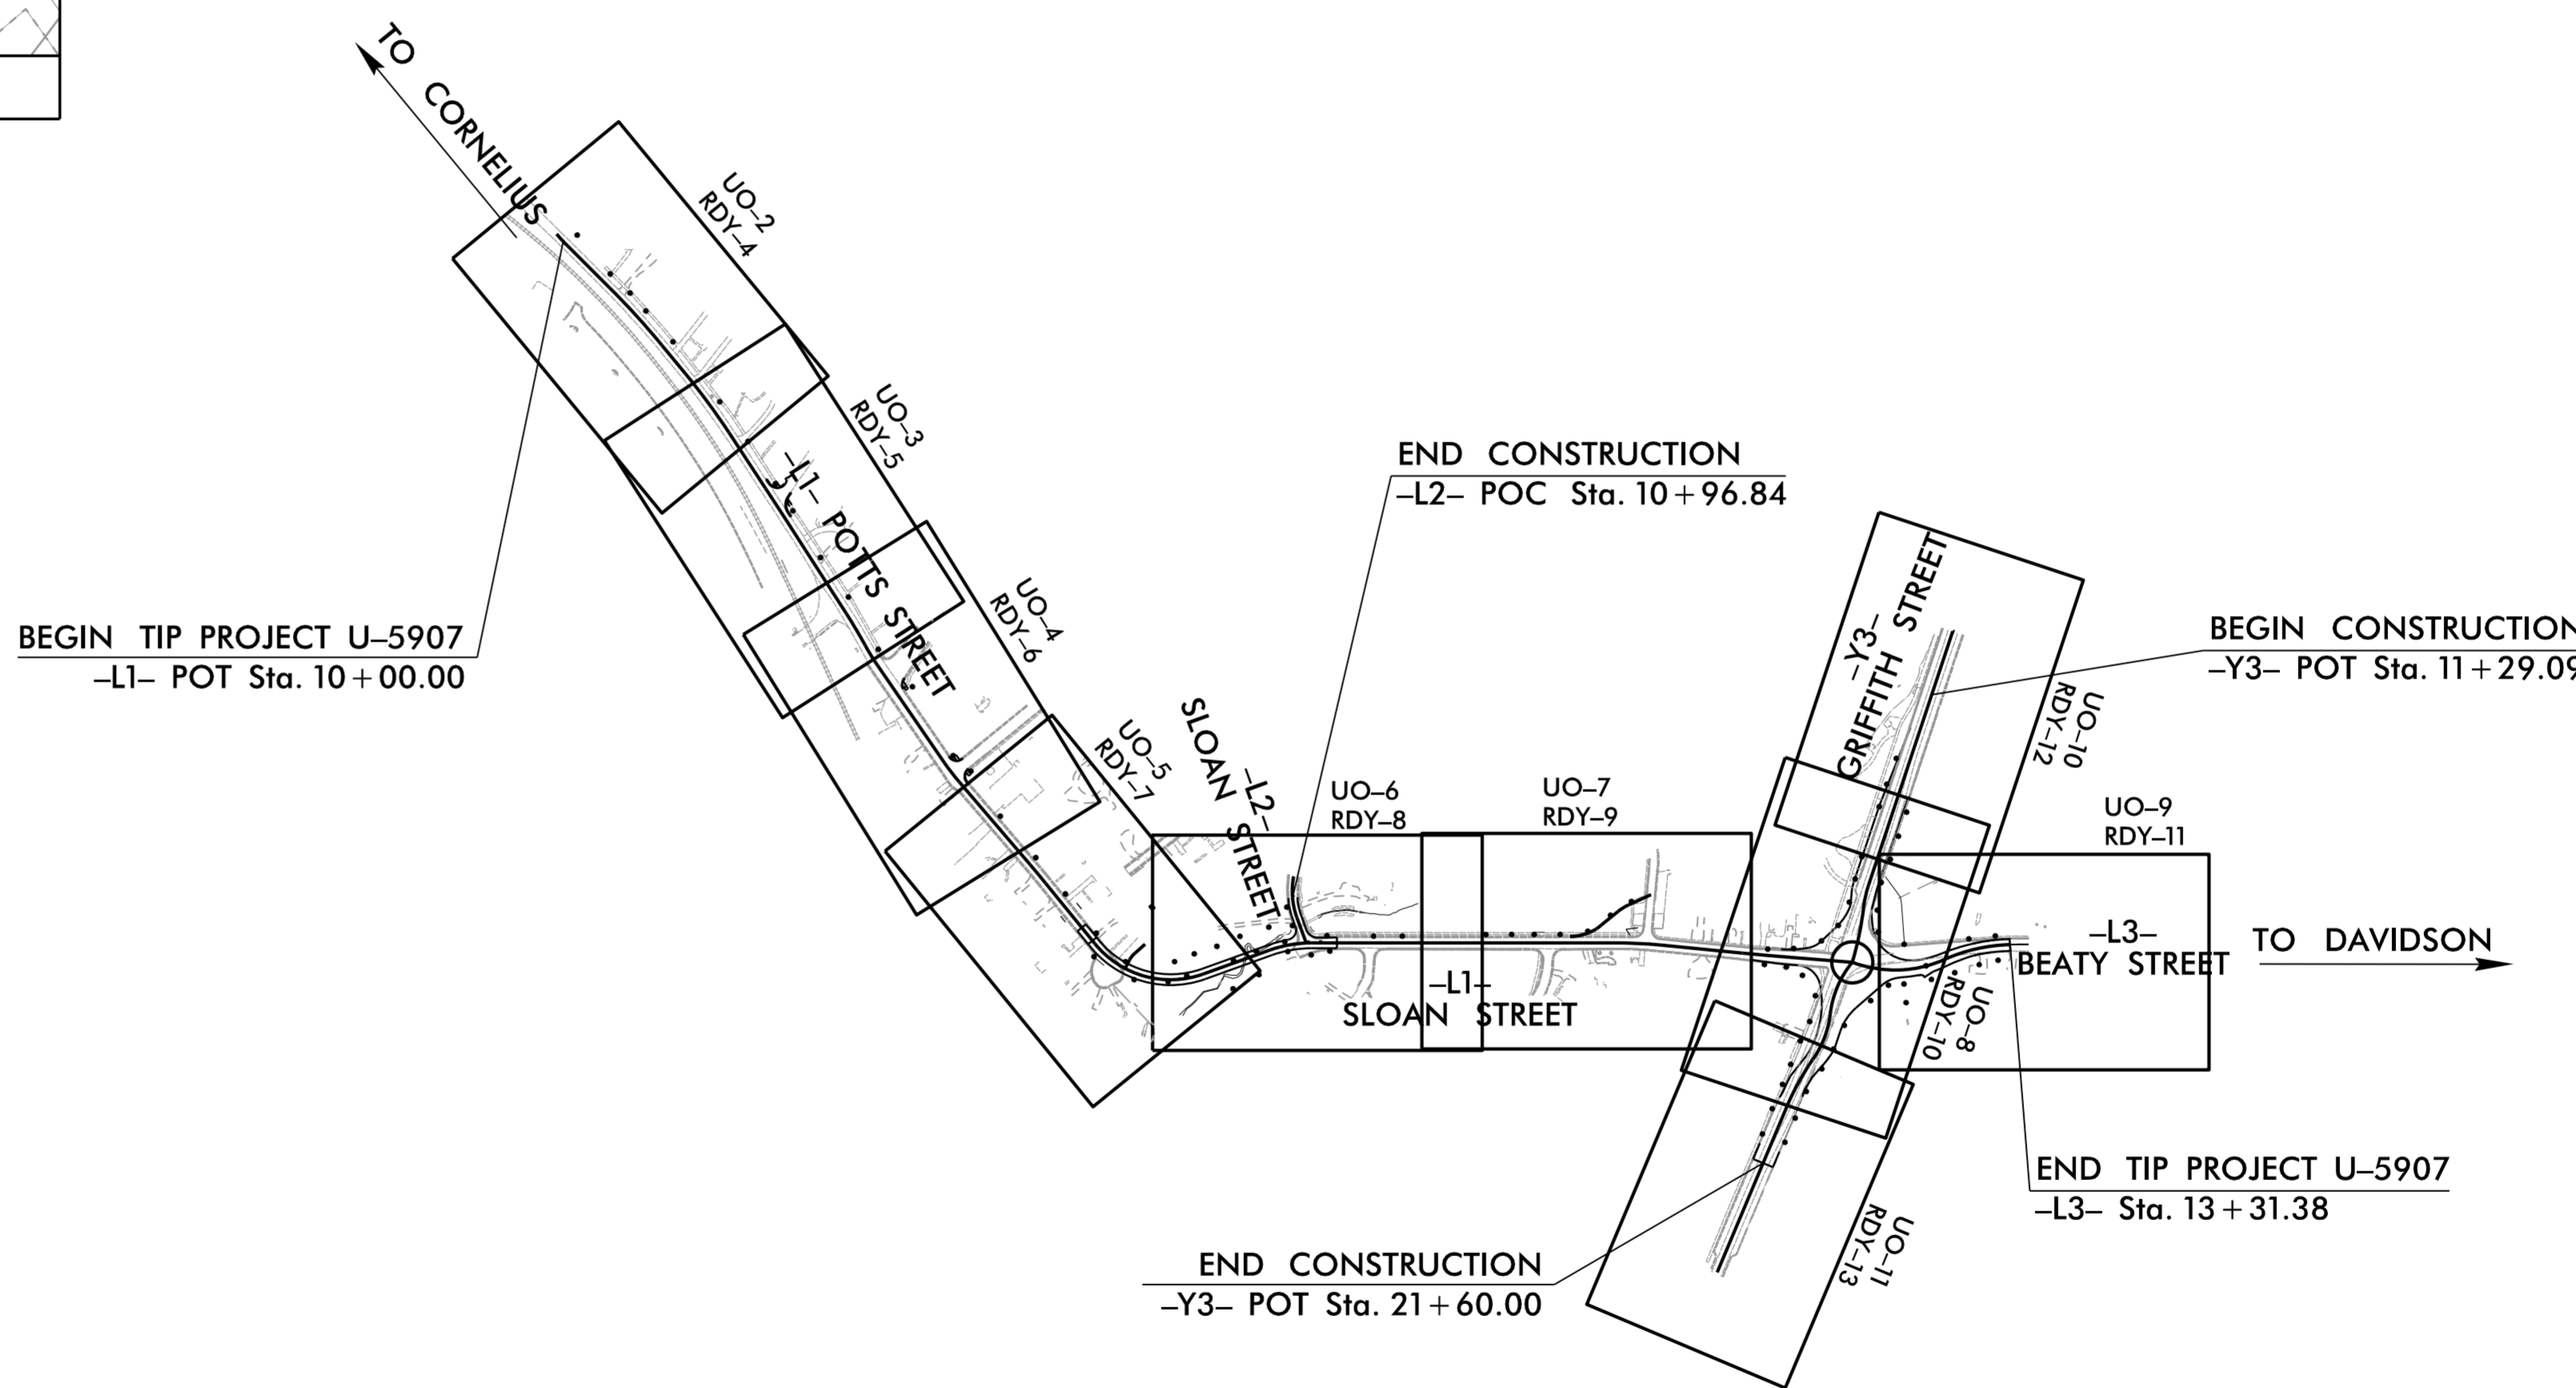 TO CORNELIUS
UO–2
RDY–4
UO–3
RDY–5
–L1– POTTS STREET
UO–4
RDY–6
BEGIN TIP PROJECT U–5907
–L1– POT Sta. 10+00.00
UO–5
RDY–7
END CONSTRUCTION
–L2– POC Sta. 10+96.84
SLOAN STREET
–L2–
UO–6
RDY–8
UO–7
RDY–9
–L1–
SLOAN STREET
–Y3–
GRIFFITH STREET
BEGIN CONSTRUCTION
–Y3– POT Sta. 11+29.09
UO–10
RDY–12
UO–9
RDY–11
–L3–
BEATY STREET
TO DAVIDSON
UO–8
RDY–10
END TIP PROJECT U–5907
–L3– Sta. 13+31.38
UO–11
RDY–13
END CONSTRUCTION
–Y3– POT Sta. 21+60.00